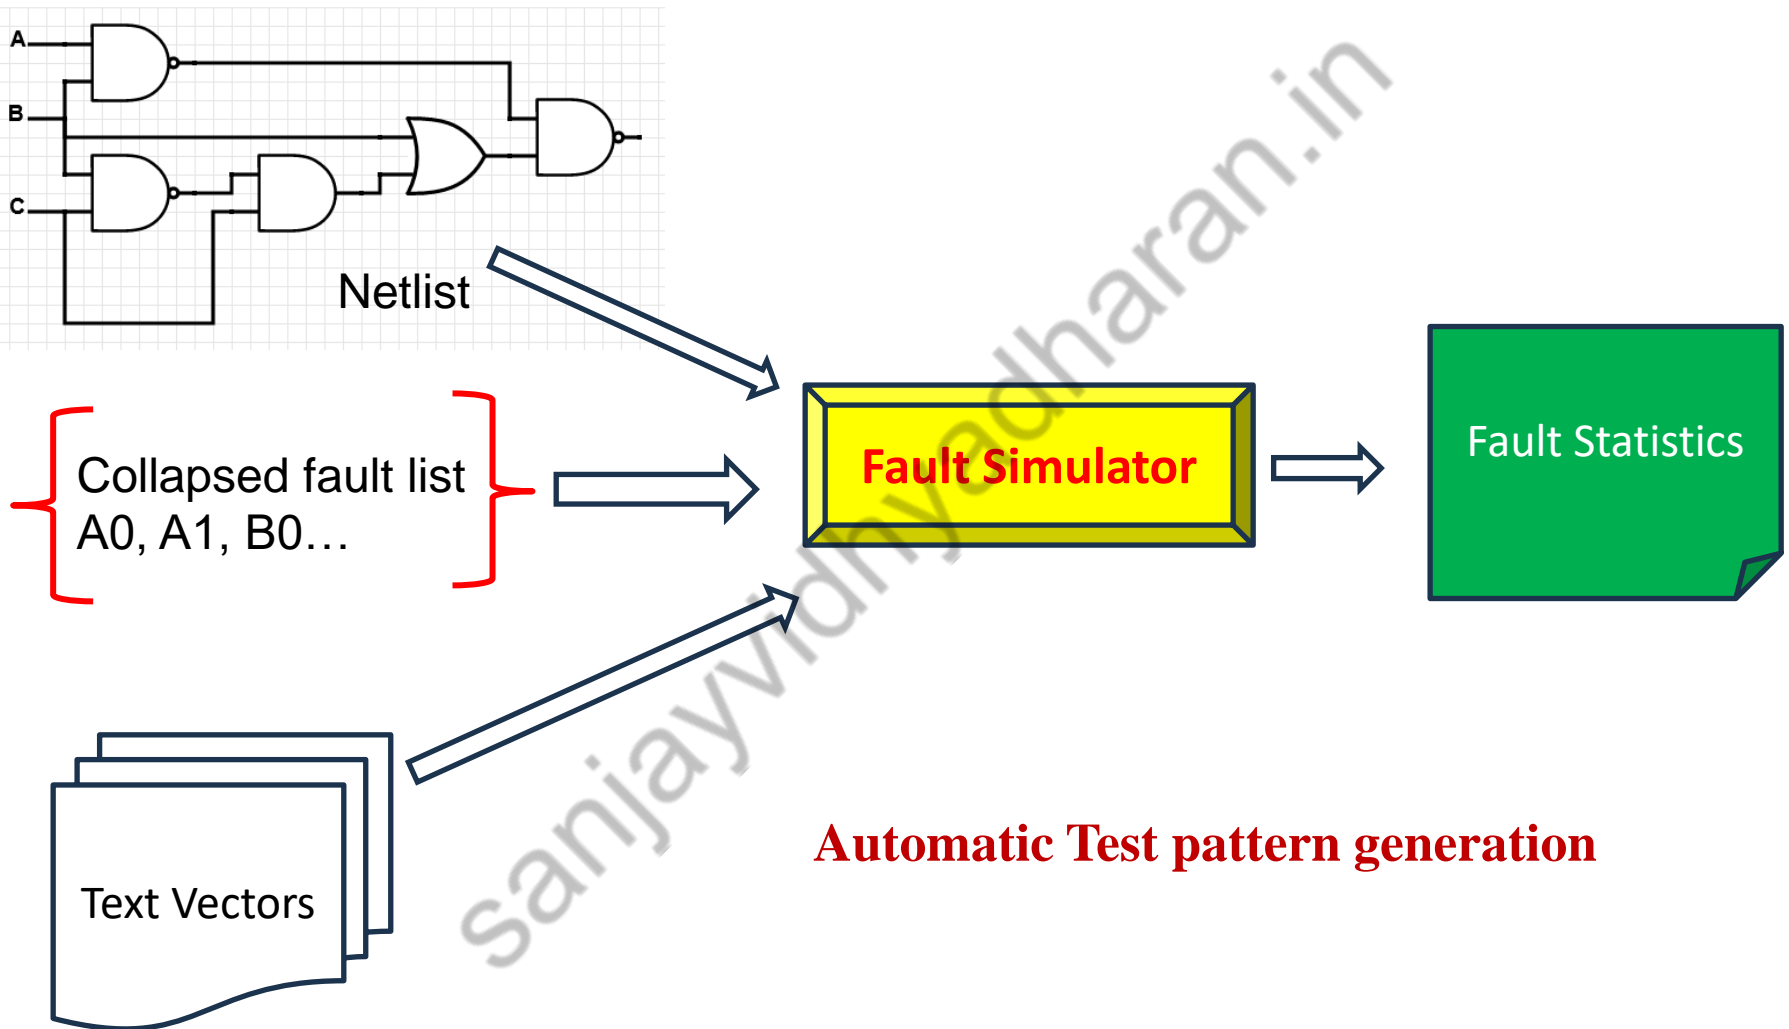 A
B
C
Netlist
Collapsed fault list
A0, A1, B0…
Fault Simulator
Fault Statistics
Text Vectors
Automatic Test pattern generation
sanjayvidhyadharan.in